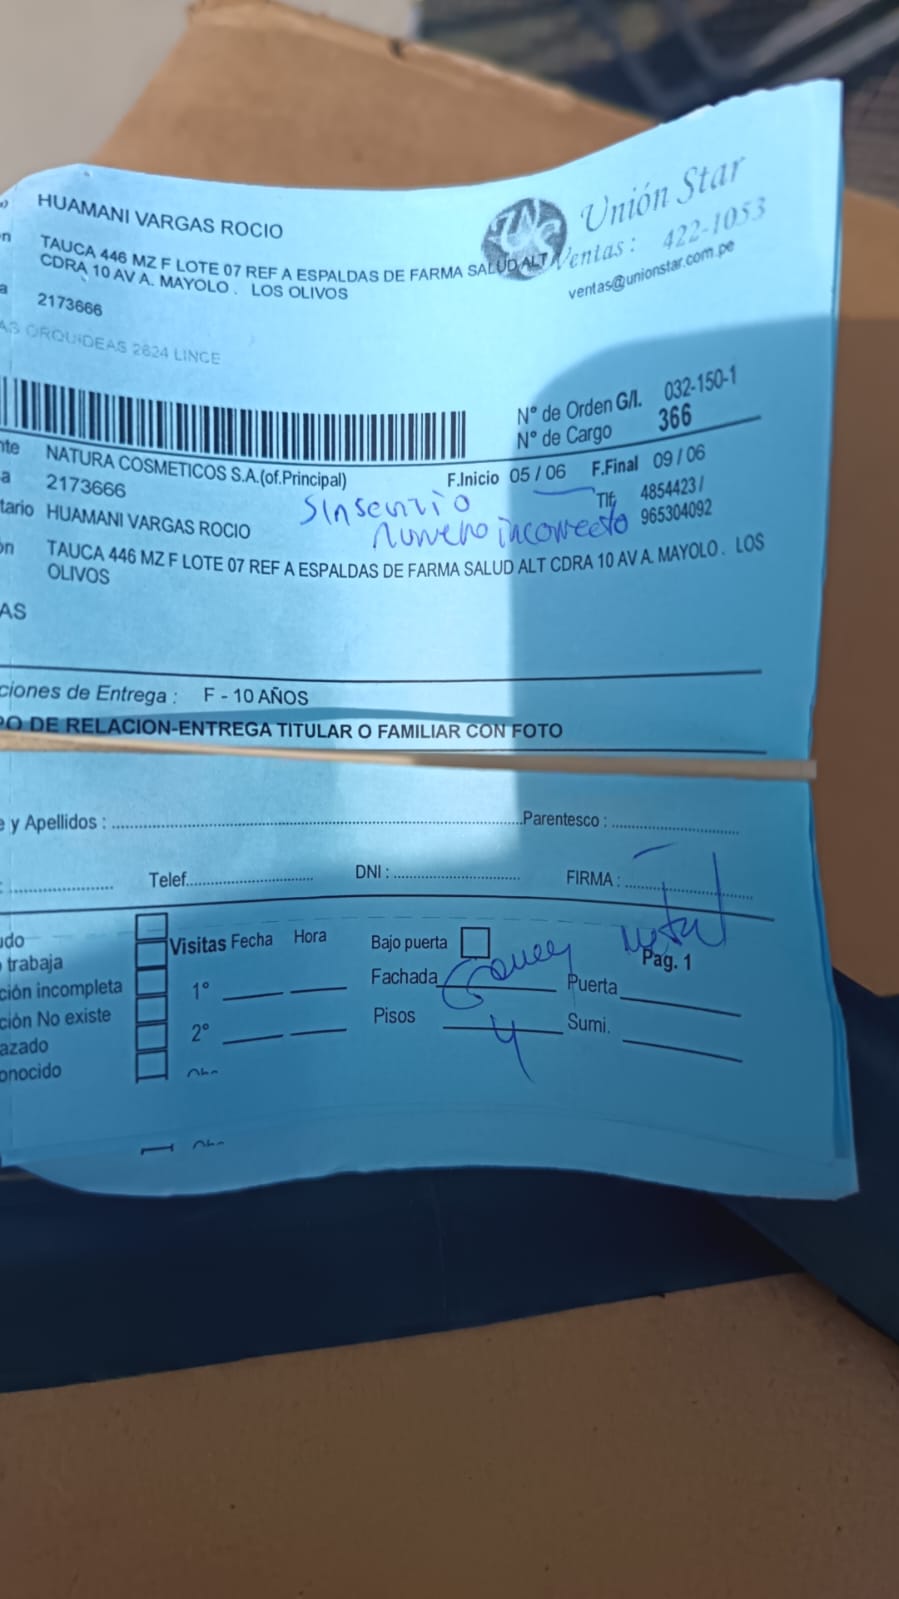 HUAMANI VARGAS ROCIO
Unión Star
Ventas: 422-1053
ventas@unionstar.com.pe
TAUCA 446 MZ F LOTE 07 REF A ESPALDAS DE FARMA SALUD ALT
CDRA 10 AV A. MAYOLO . LOS OLIVOS
2173666
AS ORQUIDEAS 2624 LINCE
N° de Orden G/I. 032-150-1
N° de Cargo 366
nte NATURA COSMETICOS S.A.(of.Principal) F.Inicio 05 / 06 F.Final 09 / 06
a 2173666
sin servizio
Tlf. 4854423 /
tario HUAMANI VARGAS ROCIO
numero incorrecto 965304092
ón TAUCA 446 MZ F LOTE 07 REF A ESPALDAS DE FARMA SALUD ALT CDRA 10 AV A. MAYOLO . LOS
OLIVOS
AS
ciones de Entrega : F - 10 AÑOS
PO DE RELACION-ENTREGA TITULAR O FAMILIAR CON FOTO
e y Apellidos : Parentesco :
: Telef. DNI : FIRMA :
udo
Visitas Fecha Hora Bajo puerta
Pag. 1
trabaja
ción incompleta 1° Fachada Puerta
ción No existe 2° Pisos 4 Sumi.
azado
onocido